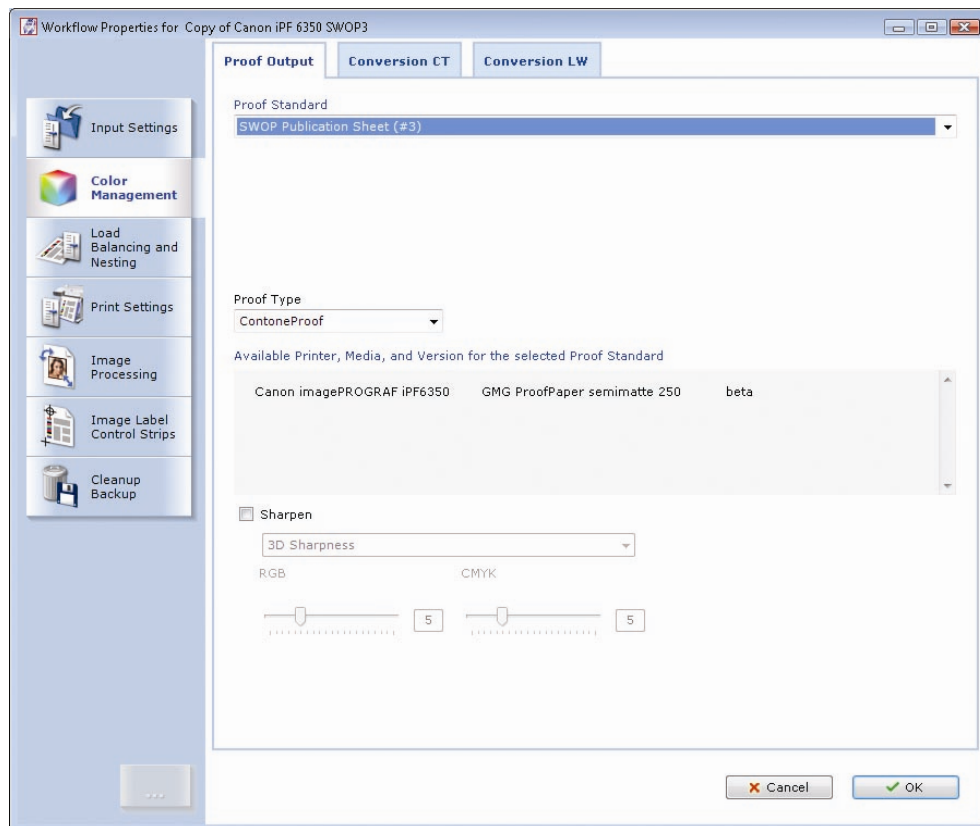 Workflow Properties for Copy of Canon iPF 6350 SWOP3
Proof Output
Conversion CT
Conversion LW
Input Settings
Color
Management
Load
Balancing and
Nesting
Print Settings
Image
Processing
Image Label
Control Strips
Cleanup
Backup
...
Proof Standard
SWOP Publication Sheet (#3)
Proof Type
ContoneProof
Available Printer, Media, and Version for the selected Proof Standard
Canon imagePROGRAF iPF6350 GMG ProofPaper semimatte 250 beta
Sharpen
3D Sharpness
RGB CMYK
5 5
Cancel OK